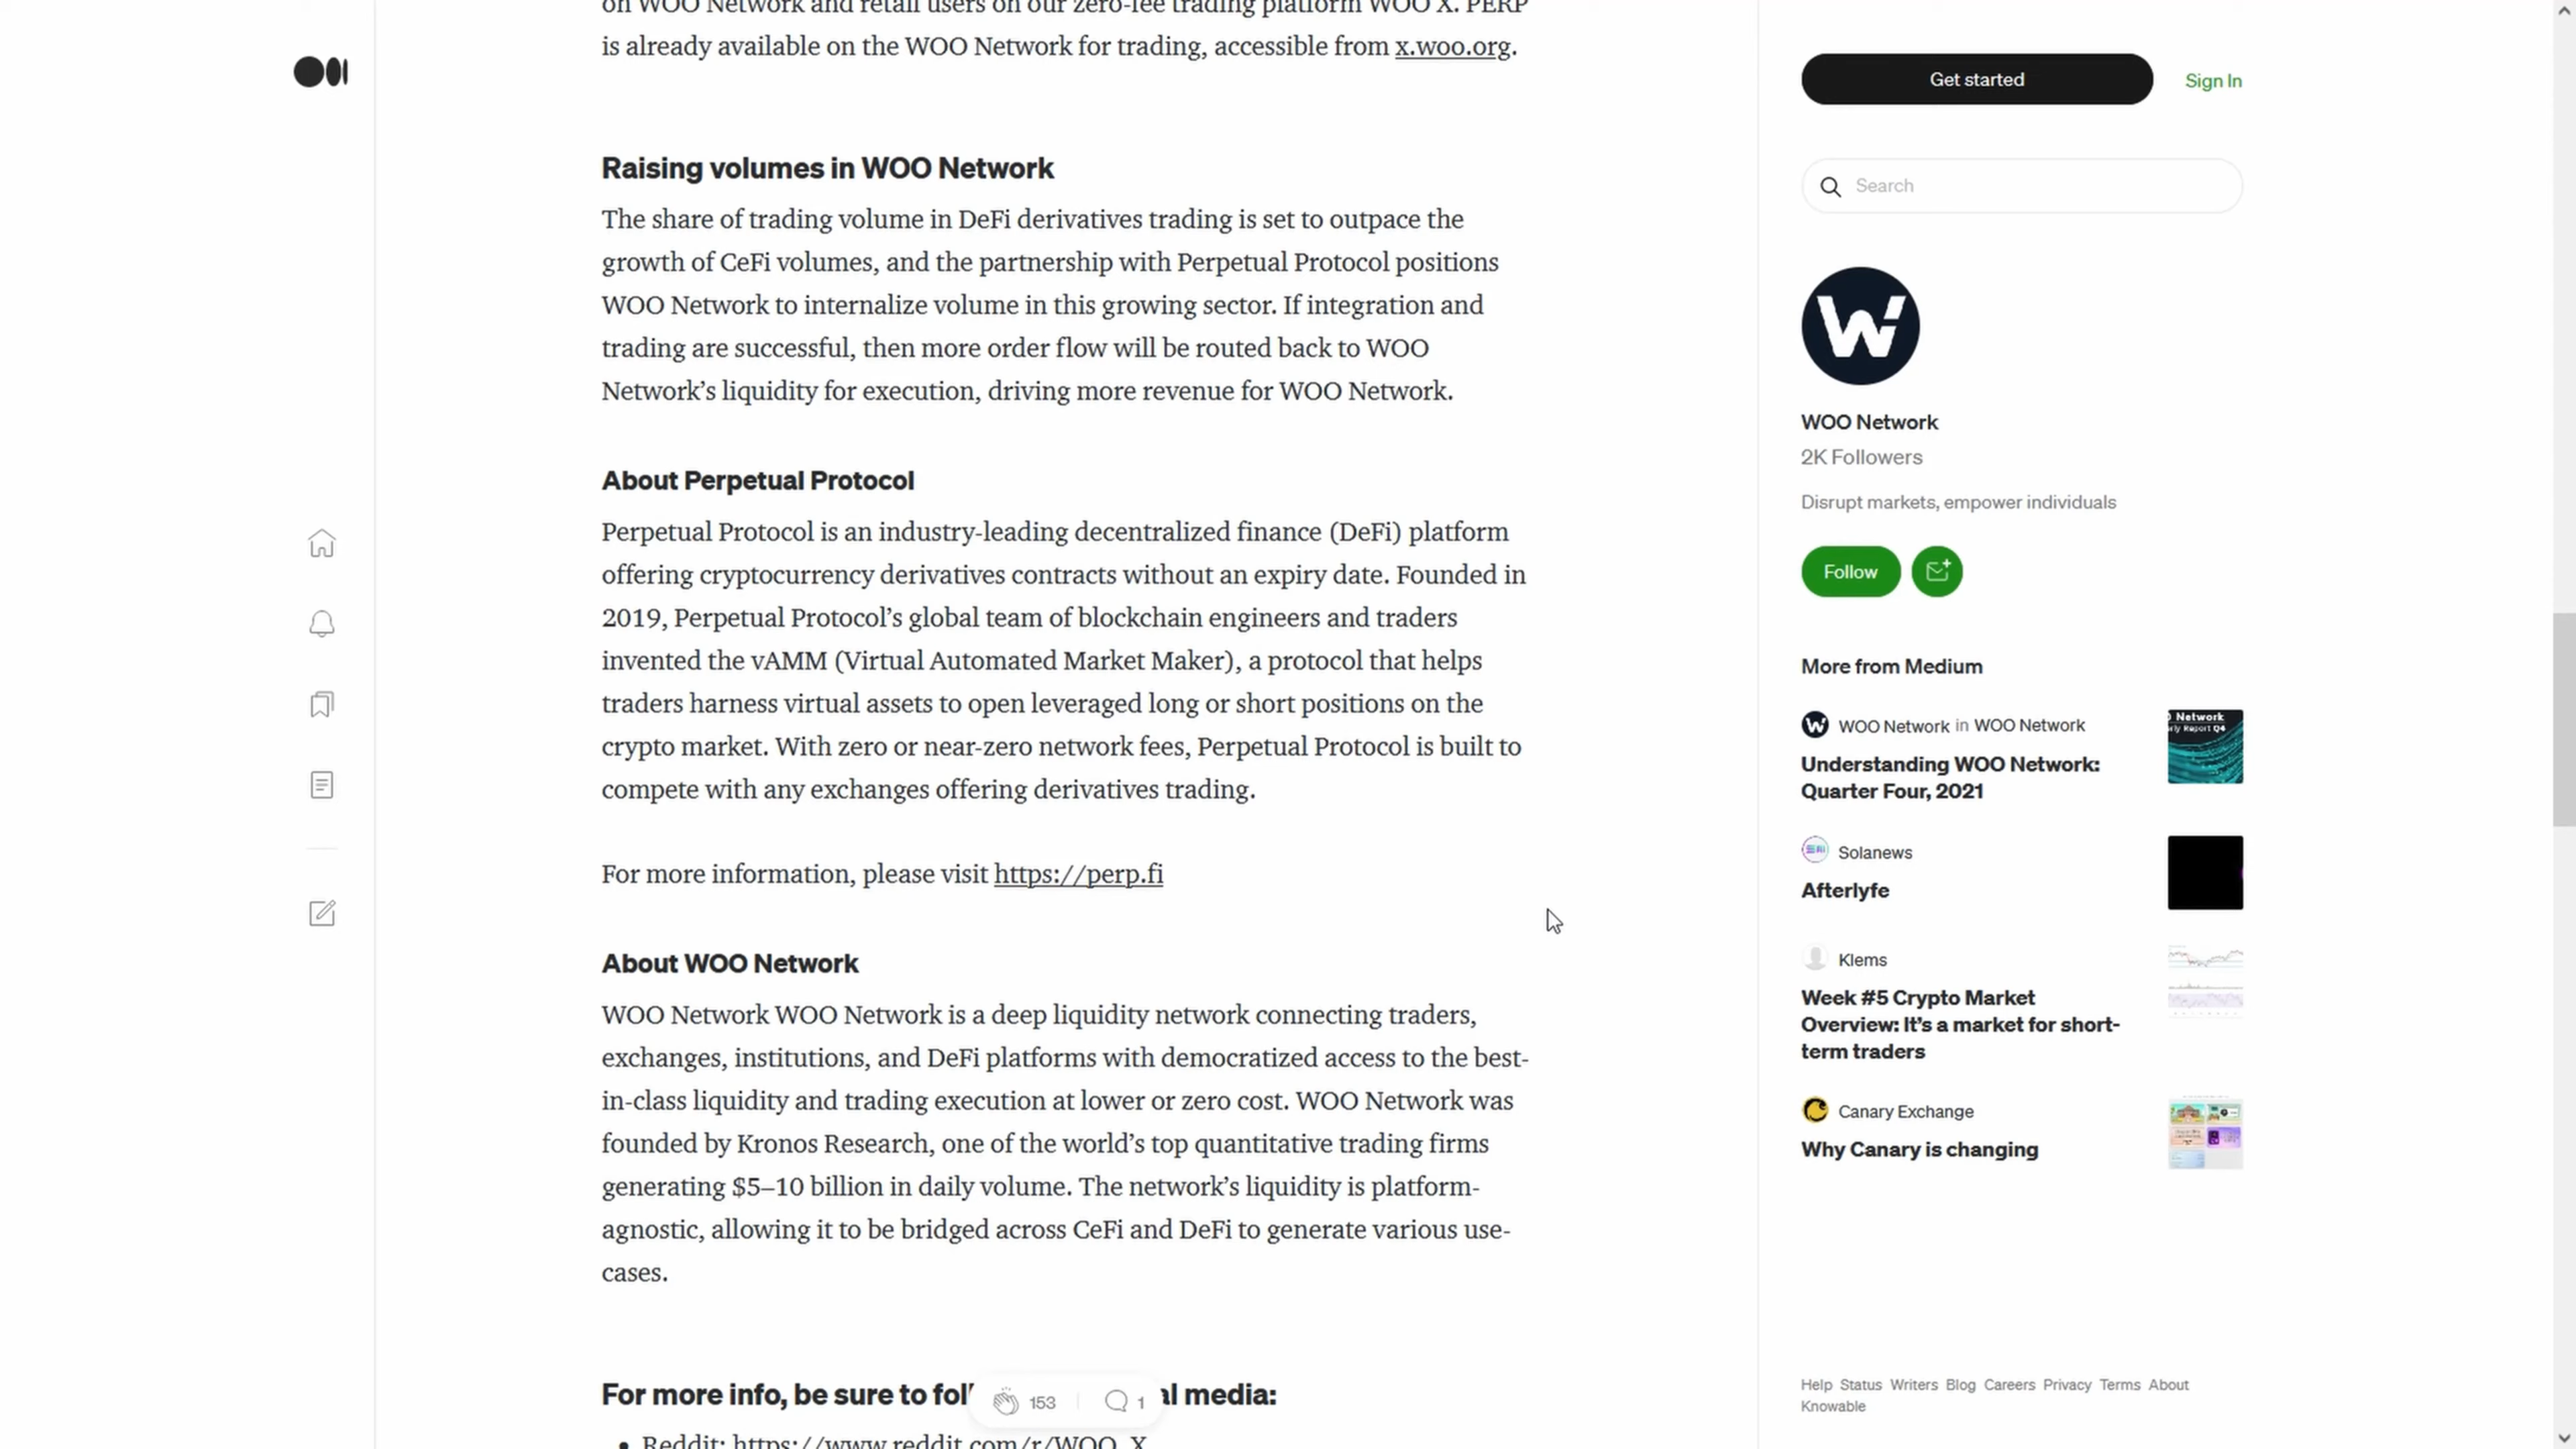 on WOO Network and retail users on our zero-fee trading platform WOO X. PERP
is already available on the WOO Network for trading, accessible from x.woo.org.
Raising volumes in WOO Network
The share of trading volume in DeFi derivatives trading is set to outpace the
growth of CeFi volumes, and the partnership with Perpetual Protocol positions
WOO Network to internalize volume in this growing sector. If integration and
trading are successful, then more order flow will be routed back to WOO
Network's liquidity for execution, driving more revenue for WOO Network.
About Perpetual Protocol
Perpetual Protocol is an industry-leading decentralized finance (DeFi) platform
offering cryptocurrency derivatives contracts without an expiry date. Founded in
2019, Perpetual Protocol's global team of blockchain engineers and traders
invented the vAMM (Virtual Automated Market Maker), a protocol that helps
traders harness virtual assets to open leveraged long or short positions on the
crypto market. With zero or near-zero network fees, Perpetual Protocol is built to
compete with any exchanges offering derivatives trading.
For more information, please visit https://perp.fi
About WOO Network
WOO Network WOO Network is a deep liquidity network connecting traders,
exchanges, institutions, and DeFi platforms with democratized access to the best-
in-class liquidity and trading execution at lower or zero cost. WOO Network was
founded by Kronos Research, one of the world's top quantitative trading firms
generating $5–10 billion in daily volume. The network's liquidity is platform-
agnostic, allowing it to be bridged across CeFi and DeFi to generate various use-
cases.
For more info, be sure to fol al media:
153
1
Reddit: https://www.reddit.com/r/WOO_X
Get started
Sign In
Search
WOO Network
2K Followers
Disrupt markets, empower individuals
Follow
More from Medium
WOO Network in WOO Network
Understanding WOO Network:
Quarter Four, 2021
Network
rly Report Q4
Solanews
Afterlyfe
Klems
Week #5 Crypto Market
Overview: It's a market for short-
term traders
Canary Exchange
Why Canary is changing
Help Status Writers Blog Careers Privacy Terms About
Knowable